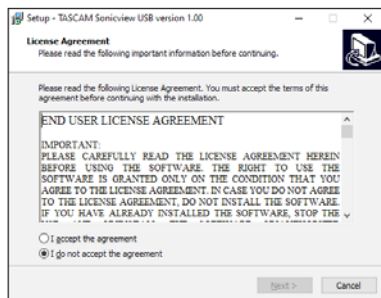 Setup - TASCAM Sonicview USB version 1.00
License Agreement
Please read the following important information before continuing.
Please read the following License Agreement. You must accept the terms of this
agreement before continuing with the installation.
END USER LICENSE AGREEMENT
IMPORTANT:
PLEASE CAREFULLY READ THE LICENSE AGREEMENT HEREIN
BEFORE USING THE SOFTWARE. THE RIGHT TO USE THE
SOFTWARE IS GRANTED ONLY ON THE CONDITION THAT YOU
AGREE TO THE LICENSE AGREEMENT. IN CASE YOU DO NOT AGREE
TO THE LICENSE AGREEMENT, DO NOT INSTALL THE SOFTWARE.
IF YOU HAVE ALREADY INSTALLED THE SOFTWARE, STOP THE
I accept the agreement
I do not accept the agreement
Next >
Cancel